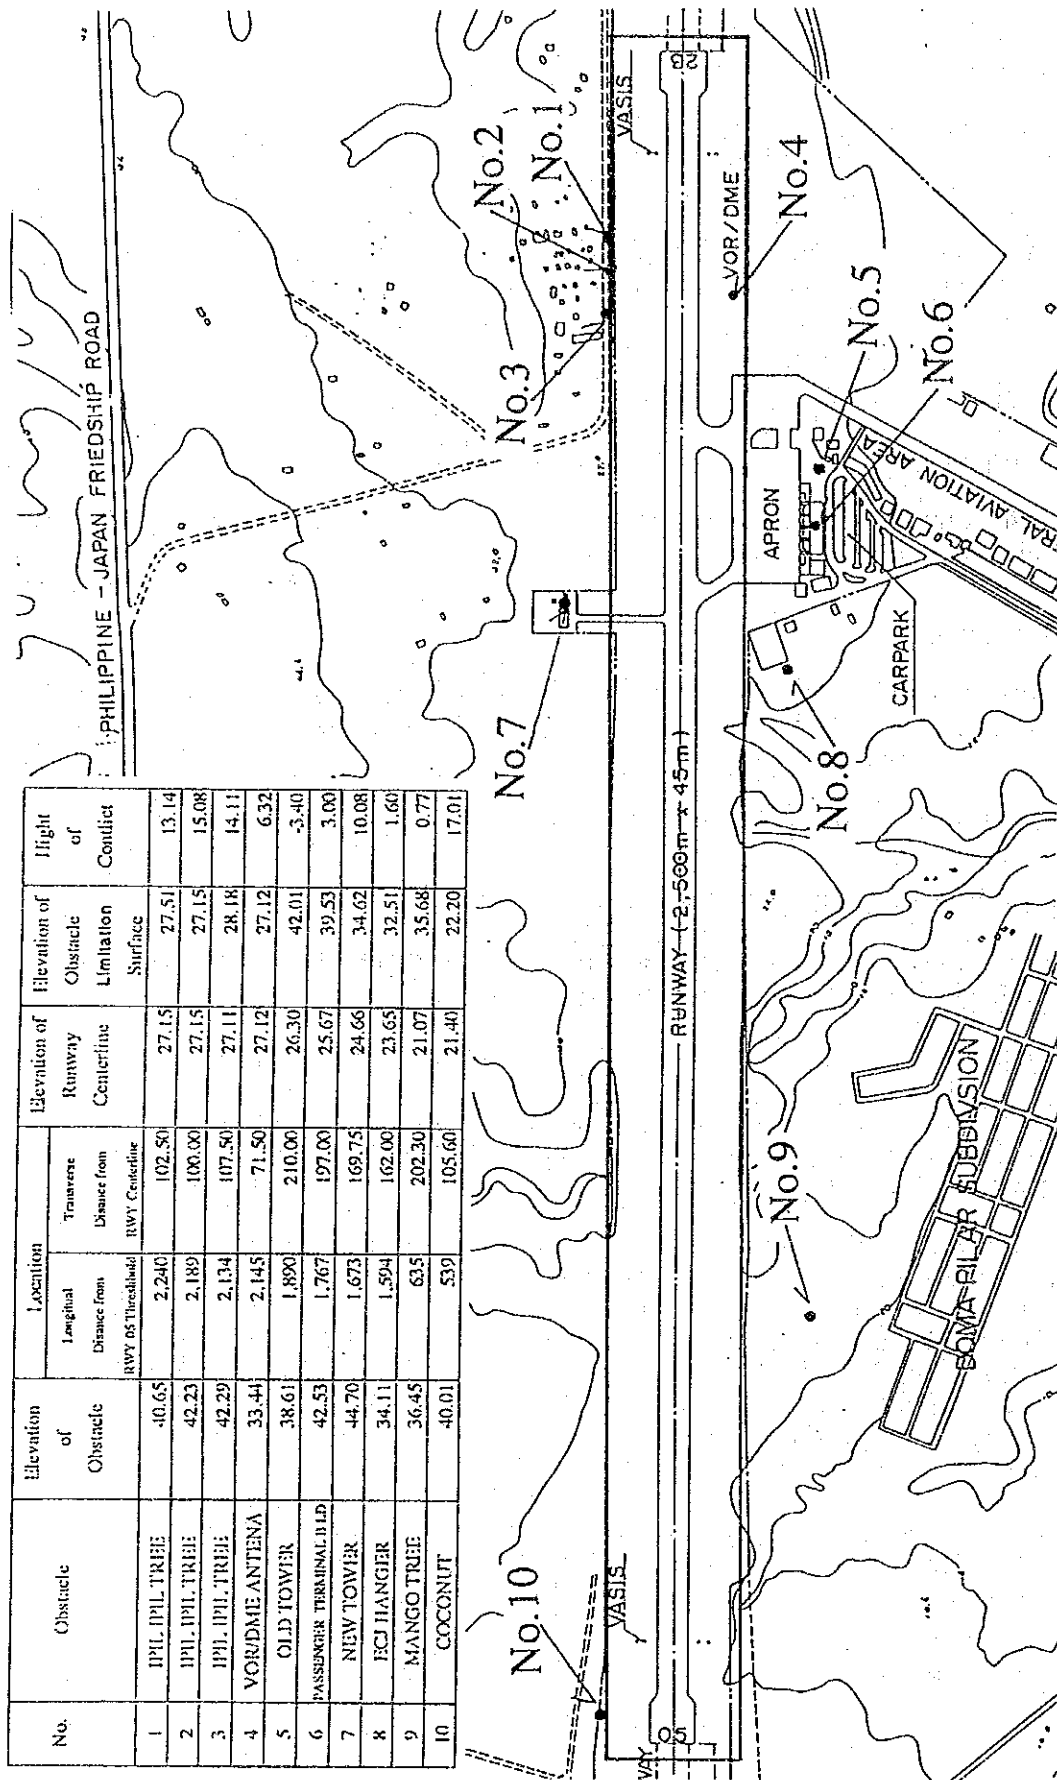 No. Obstacle Elevation of Obstacle Location Elevation of Runway Centerline Elevation of Obstacle Limitation Surface Hight of Condict
Longitual Disance from RWY 05 Threshhold Tranverse Disance from RWY Centerline
1 IPIL IPIL TREE 40.65 2,240 102.50 27.15 27.51 13.14
2 IPIL IPIL TREE 42.23 2,189 100.00 27.15 27.15 15.08
3 IPIL IPIL TREE 42.29 2,134 107.50 27.11 28.18 14.11
4 VOR/DME ANTENA 33.44 2,145 71.50 27.12 27.12 6.32
5 OLD TOWER 38.61 1,890 210.00 26.30 42.01 -3.40
6 PASSENGER TERMINAL BLD 42.53 1,767 197.00 25.67 39.53 3.00
7 NEW TOWER 44.70 1,673 169.75 24.66 34.62 10.08
8 ECJ HANGER 34.11 1,594 162.00 23.65 32.51 1.60
9 MANGO TREE 36.45 635 202.30 21.07 35.68 0.77
10 COCONUT 40.01 539 105.60 21.40 22.20 17.01
PHILIPPINE - JAPAN FRIEDSHIP ROAD
No.10
No.7
No.3
No.2
No.1
VASIS
VASIS
05
RUNWAY (2,500m x 45m)
23
VOR/DME
No.4
APRON
No.5
No.6
No.8
CARPARK
AVIATION AREA
No.9
SUBDIVSION